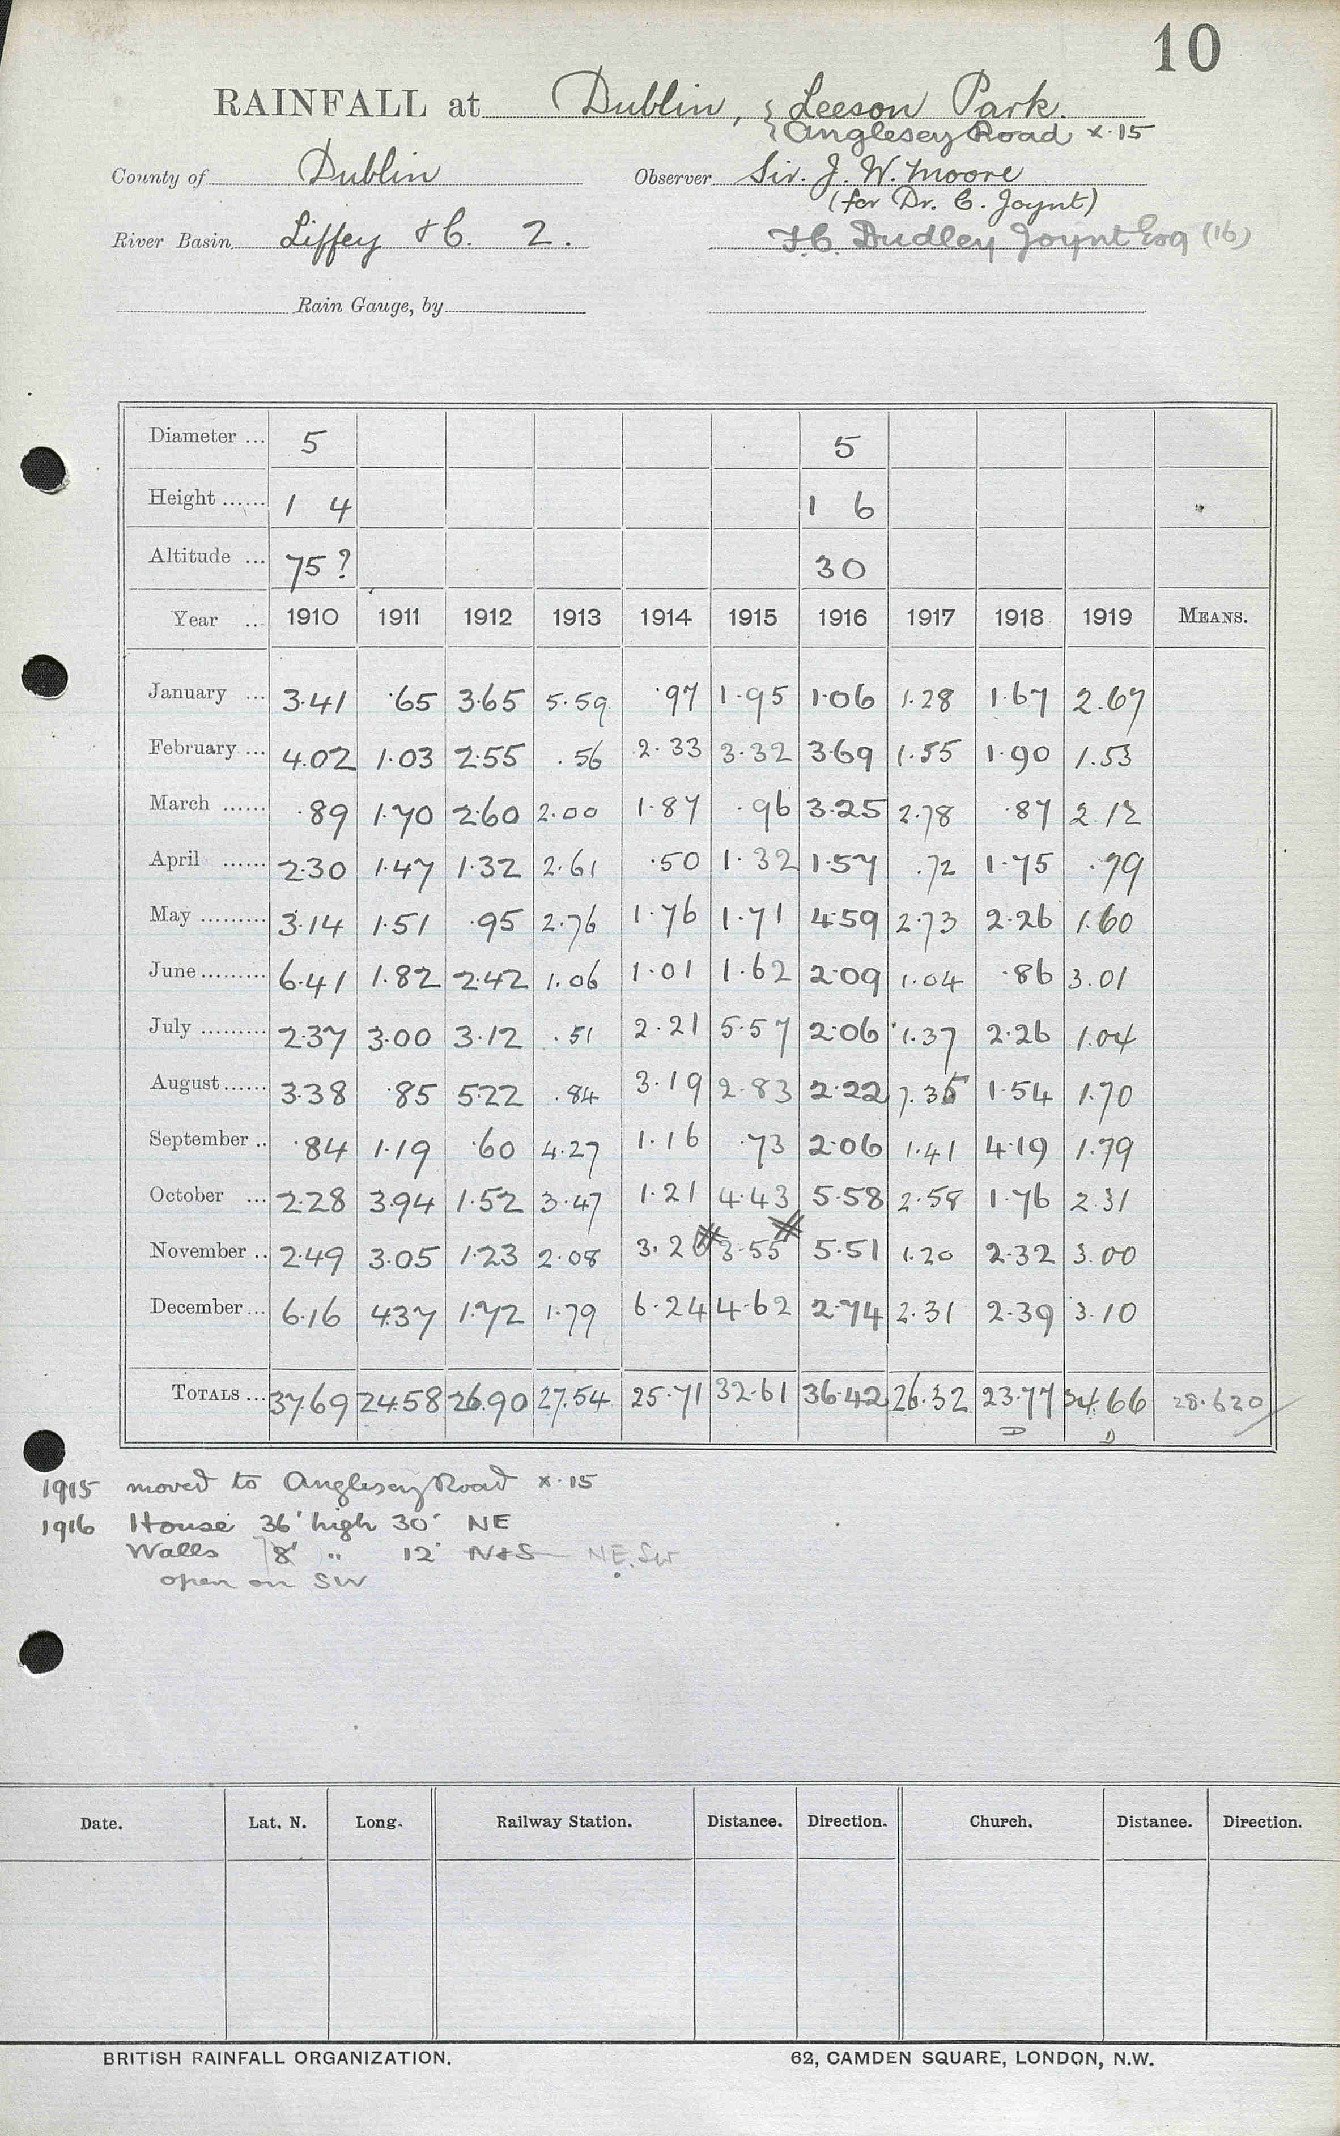 10
RAINFALL at Dublin, { Leeson Park.
{ Anglesey Road x.15
County of Dublin Observer Sir. J. W. Moore
(for Dr. C. Joynt)
River Basin Liffey &c. 2. H.C. Dudley Joynt Esq (16)
Rain Gauge, by
Diameter ... 5 5
Height ...... 1 4 1 6
Altitude ... 75? 30
Year ... 1910 1911 1912 1913 1914 1915 1916 1917 1918 1919 MEANS.
January ... 3.41 .65 3.65 5.59 .97 1.95 1.06 1.28 1.67 2.67
February ... 4.02 1.03 2.55 .56 2.33 3.32 3.69 1.55 1.90 1.53
March ...... .89 1.70 2.60 2.00 1.87 .96 3.25 2.78 .87 2.12
April ...... 2.30 1.47 1.32 2.61 .50 1.32 1.57 .72 1.75 .79
May ......... 3.14 1.51 .95 2.76 1.76 1.71 4.59 2.73 2.26 1.60
June ......... 6.41 1.82 2.42 1.06 1.01 1.62 2.09 1.04 .86 3.01
July ......... 2.37 3.00 3.12 .51 2.21 5.57 2.06 1.37 2.26 1.04
August ...... 3.38 .85 5.22 .84 3.19 2.83 2.22 7.35 1.54 1.70
September .. .84 1.19 .60 4.27 1.16 .73 2.06 1.41 4.19 1.79
October ... 2.28 3.94 1.52 3.47 1.21 4.43 5.58 2.58 1.76 2.31
November .. 2.49 3.05 1.23 2.08 3.26 3.55 5.51 1.20 2.32 3.00
December ... 6.16 4.37 1.72 1.79 6.24 4.62 2.74 2.31 2.39 3.10
TOTALS ... 37.69 24.58 26.90 27.54 25.71 32.61 36.42 26.32 23.77 24.66 28.620
D D
1915 moved to Anglesey Road x.15
1916 House 36' high 30' NE
Walls 8' " 12' N&S NE.SW
open on SW
Date. Lat. N. Long. Railway Station. Distance. Direction. Church. Distance. Direction.
BRITISH RAINFALL ORGANIZATION. 62, CAMDEN SQUARE, LONDON, N.W.